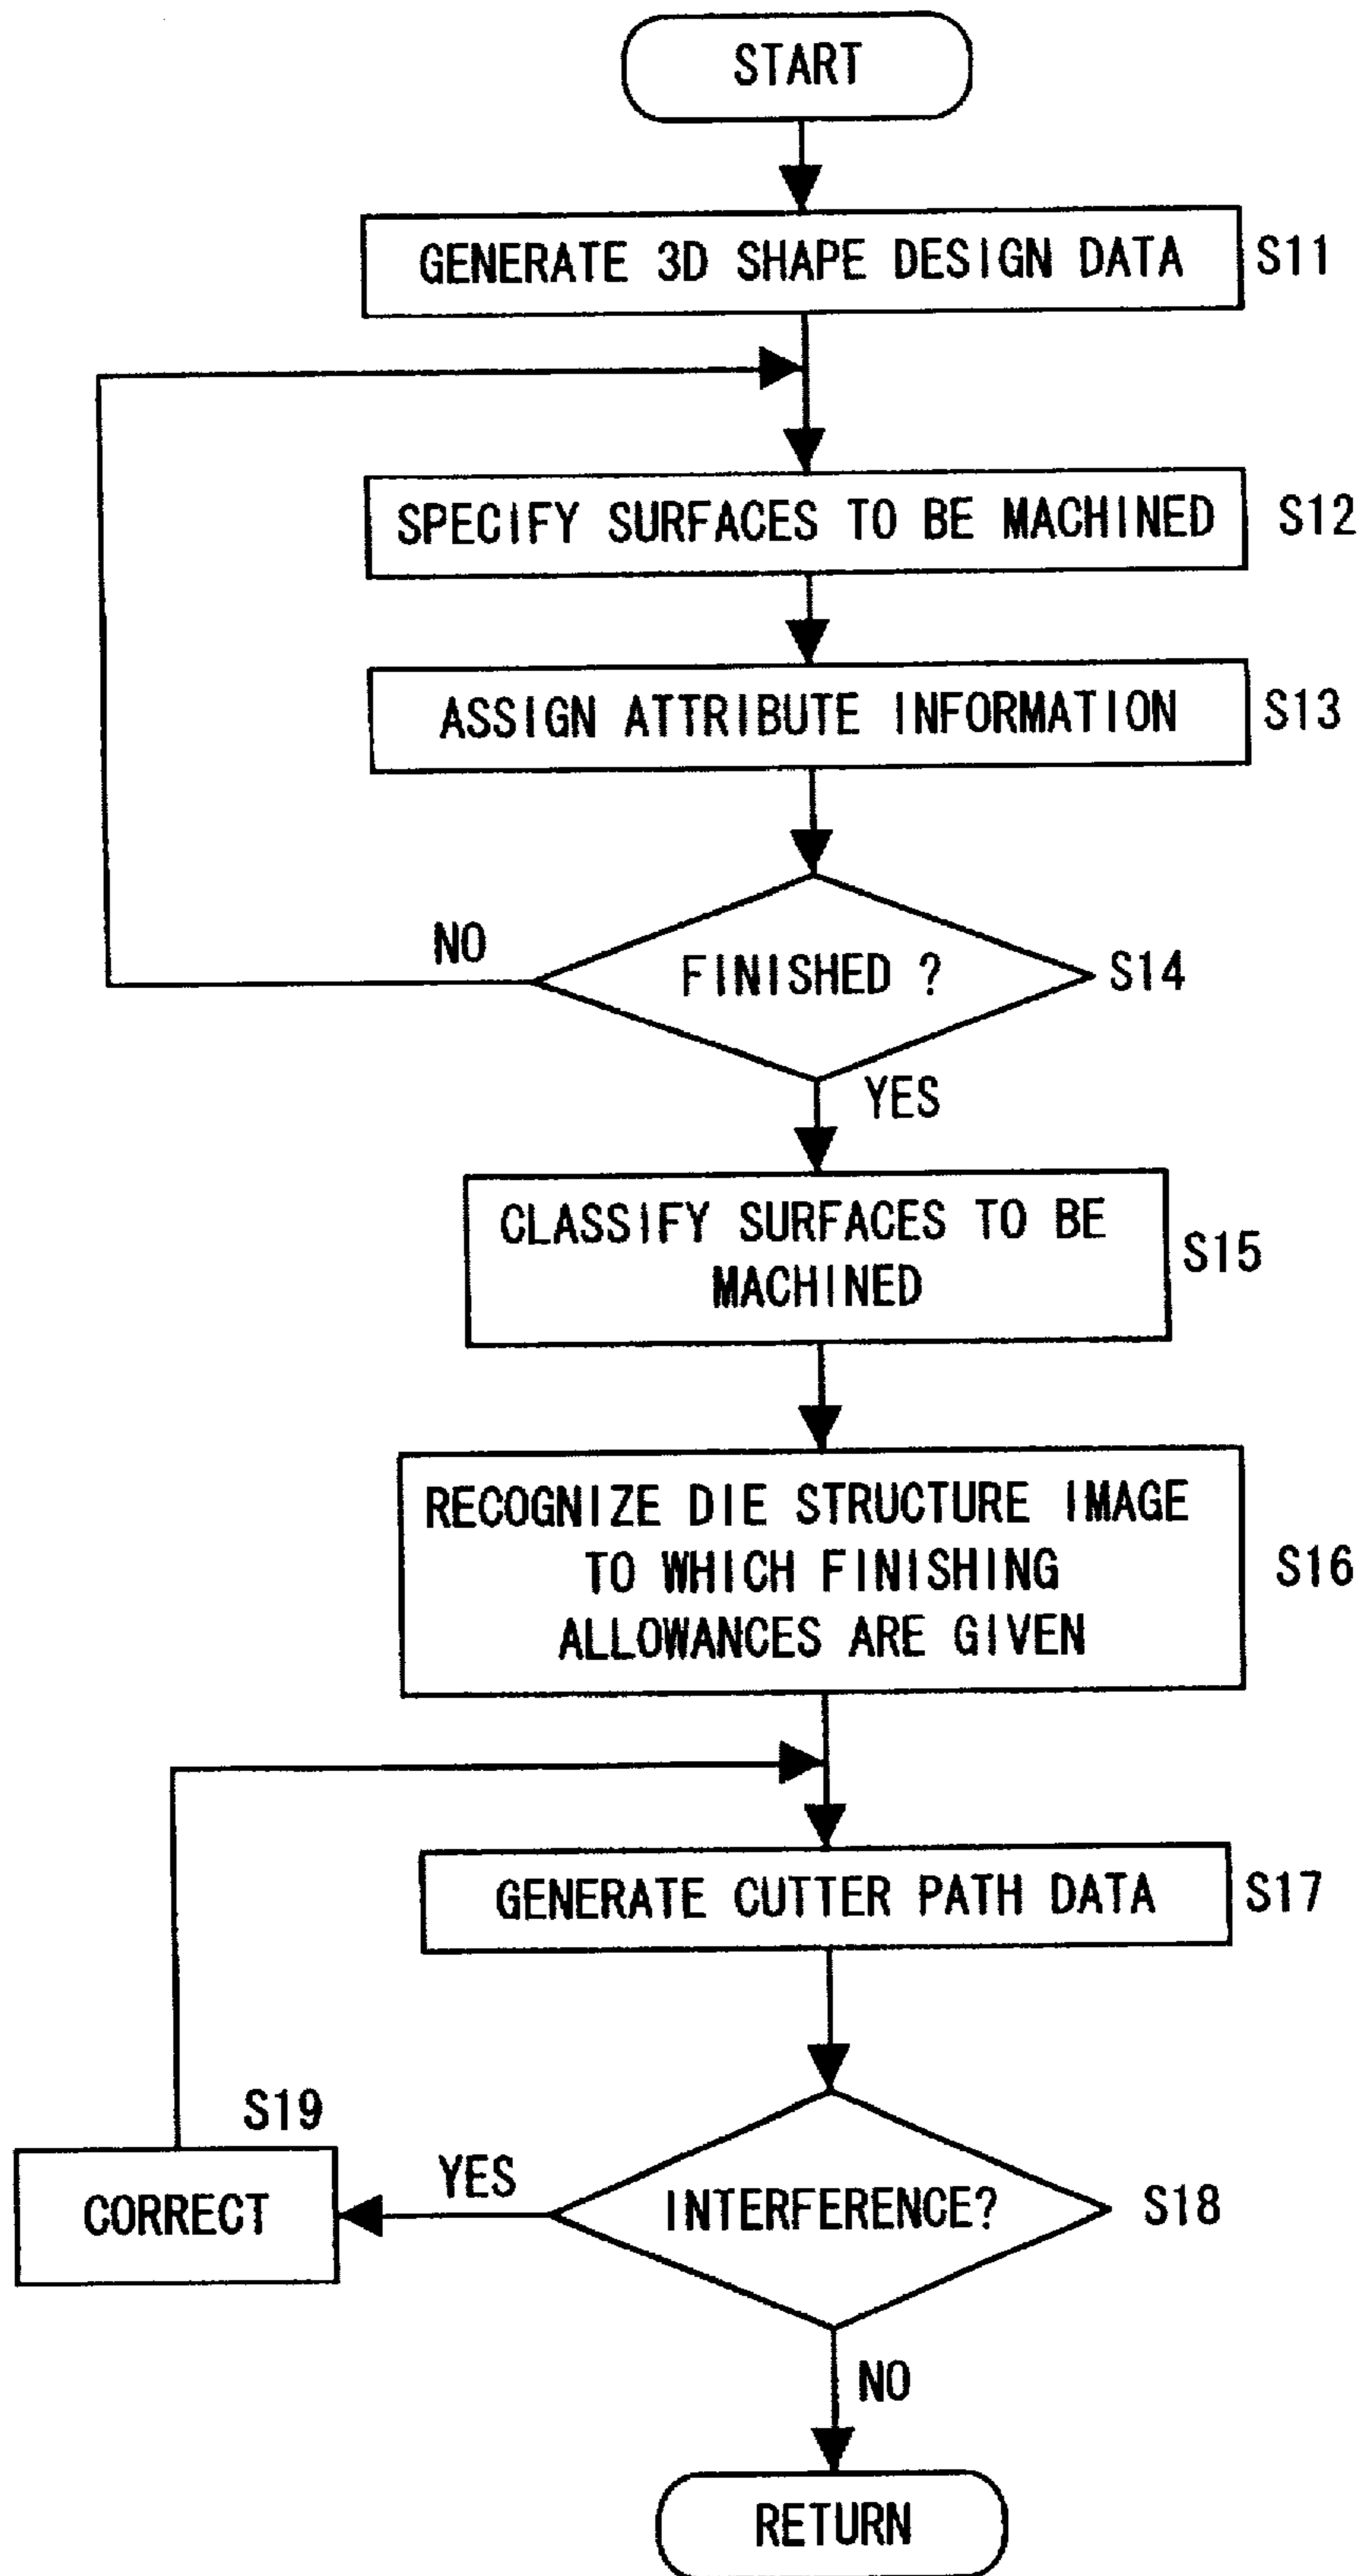 START
GENERATE 3D SHAPE DESIGN DATA S11
SPECIFY SURFACES TO BE MACHINED S12
ASSIGN ATTRIBUTE INFORMATION S13
NO
FINISHED ? S14
YES
CLASSIFY SURFACES TO BE
MACHINED
S15
RECOGNIZE DIE STRUCTURE IMAGE
TO WHICH FINISHING
ALLOWANCES ARE GIVEN
S16
GENERATE CUTTER PATH DATA S17
S19
CORRECT
YES
INTERFERENCE? S18
NO
RETURN